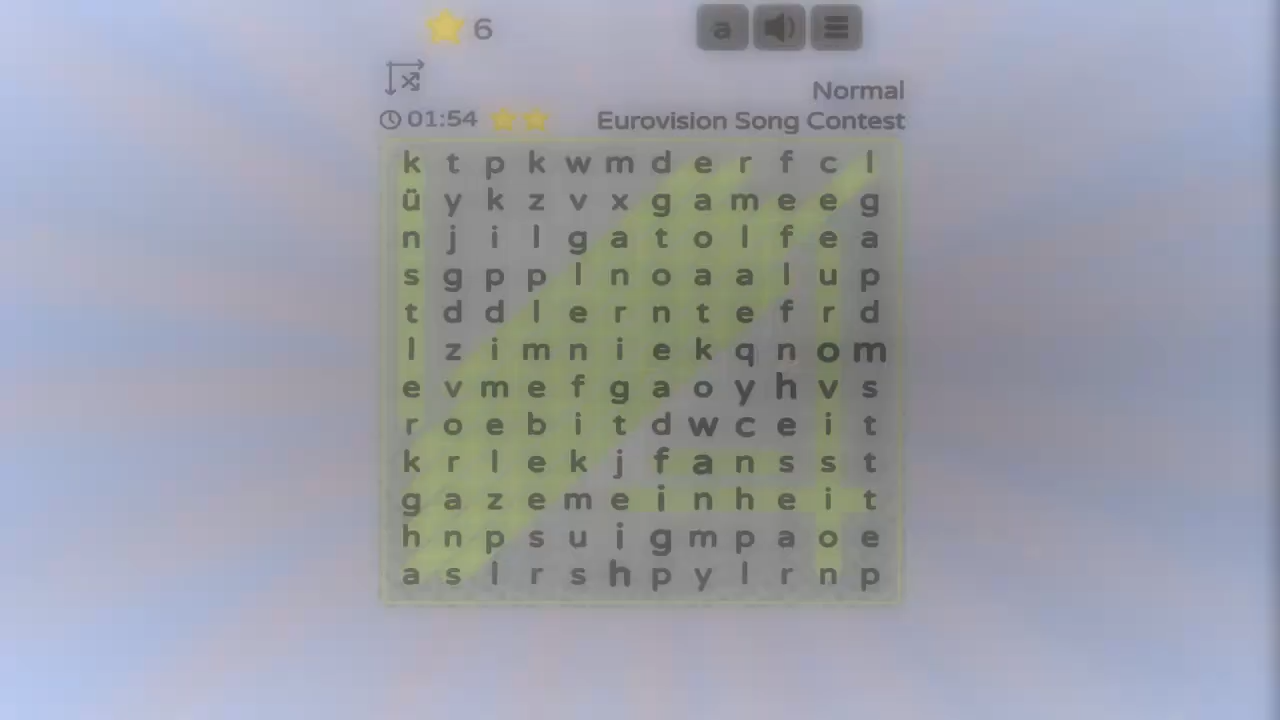 6 a
Normal
01:54 Eurovision Song Contest
k t p k w m d e r f c l
ü y k z v x g a m e e g
n j i l g a t o l f e a
s g p p l n o a a l u p
t d d l e r n t e f r d
l z i m n i e k q n o m
e v m e f g a o y h v s
r o e b i t d w c e i t
k r l e k j f a n s s t
g a z e m e i n h e i t
h n p s u i g m p a o e
a s l r s h p y l r n p